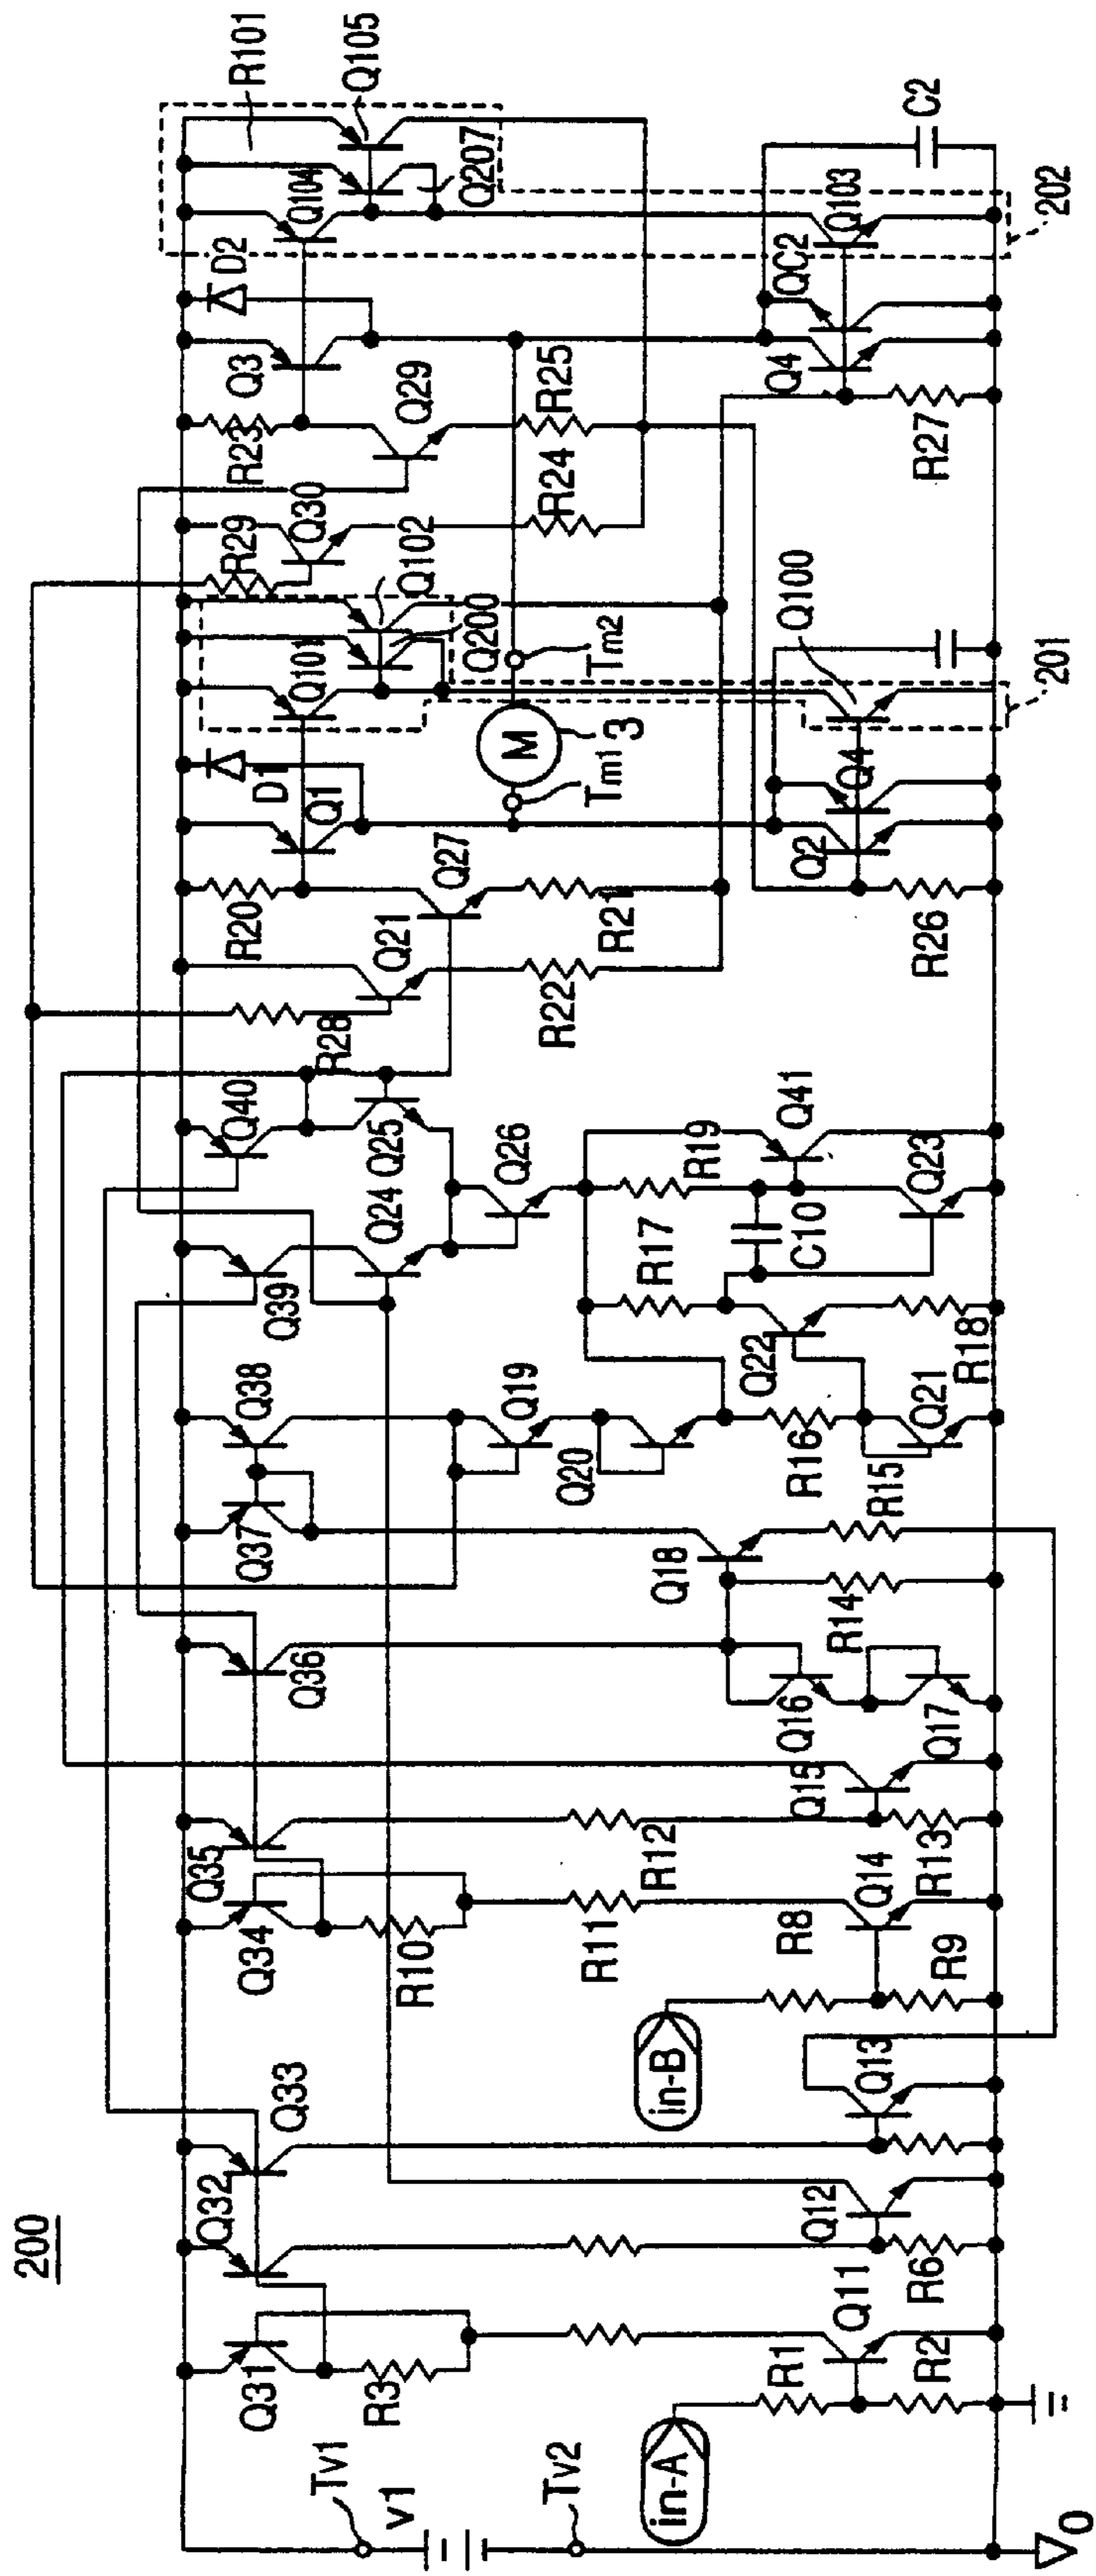 200
Tv1
V1
Tv2
0
in-A
R1
R2
Q11
Q31
R3
Q32
Q33
R6
Q12
Q13
in-B
R8
R9
Q14
Q34
R10
R11
Q35
R12
R13
Q15
Q36
Q16
Q17
R14
Q18
R15
Q37
Q38
Q19
Q20
R16
Q21
Q22
R17
R18
C10
R19
Q23
Q41
Q39
Q24
Q25
Q40
Q26
R28
Q21
R22
R20
Q27
R21
R26
D1
Q1
Q2
Q4
M
3
Tm1
Tm2
Q101
Q200
Q102
Q100
201
R29
Q30
R24
R23
Q29
R25
R27
Q3
D2
Q4
QC2
Q104
Q207
Q105
R101
Q103
202
C2